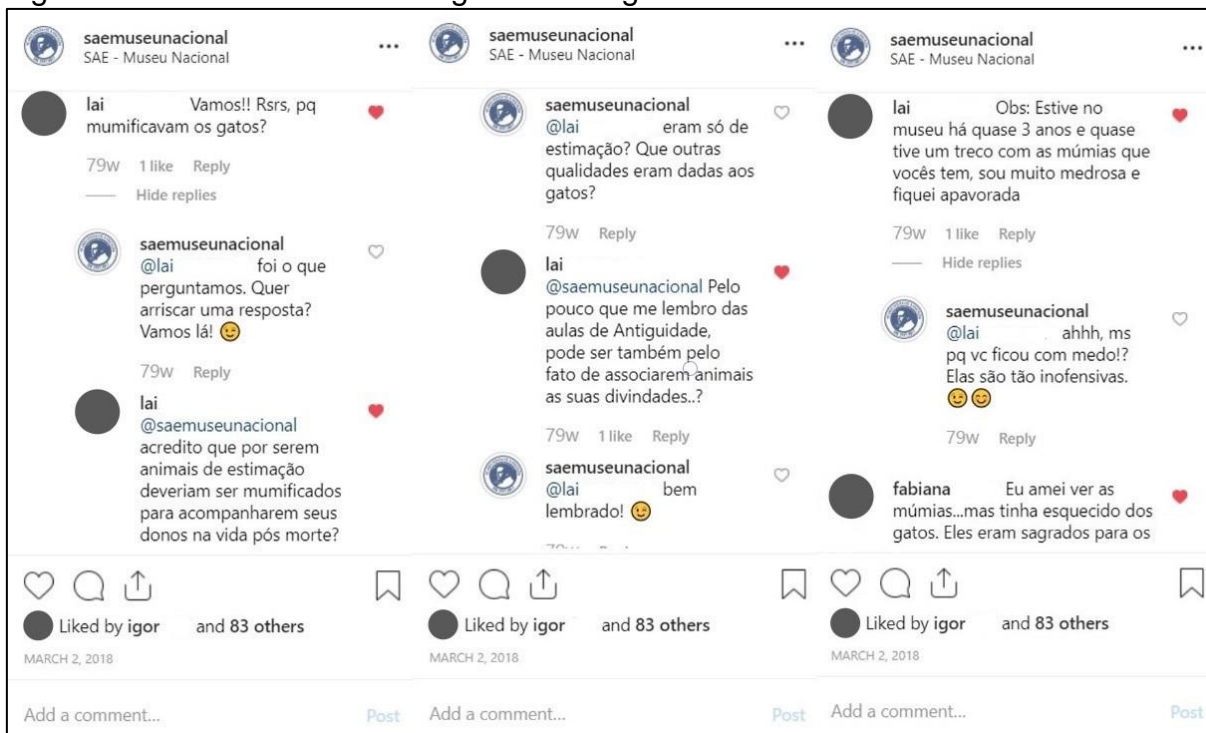 saemuseunacional
SAE - Museu Nacional
lai Vamos!! Rsrs, pq
mumificavam os gatos?
79w 1 like Reply
Hide replies
saemuseunacional
@lai foi o que
perguntamos. Quer
arriscar uma resposta?
Vamos lá! 😉
79w Reply
lai
@saemuseunacional
acredito que por serem
animais de estimação
deveriam ser mumificados
para acompanharem seus
donos na vida pós morte?
Liked by igor and 83 others
MARCH 2, 2018
Add a comment... Post
saemuseunacional
SAE - Museu Nacional
saemuseunacional
@lai eram só de
estimação? Que outras
qualidades eram dadas aos
gatos?
79w Reply
lai
@saemuseunacional Pelo
pouco que me lembro das
aulas de Antiguidade,
pode ser também pelo
fato de associarem animais
as suas divindades..?
79w 1 like Reply
saemuseunacional
@lai bem
lembrado! 😉
Liked by igor and 83 others
MARCH 2, 2018
Add a comment... Post
saemuseunacional
SAE - Museu Nacional
lai Obs: Estive no
museu há quase 3 anos e quase
tive um treco com as múmias que
vocês tem, sou muito medrosa e
fiquei apavorada
79w 1 like Reply
Hide replies
saemuseunacional
@lai . ahhh, ms
pq vc ficou com medo!?
Elas são tão inofensivas.
😉😊
79w Reply
fabiana Eu amei ver as
múmias...mas tinha esquecido dos
gatos. Eles eram sagrados para os
Liked by igor and 83 others
MARCH 2, 2018
Add a comment... Post